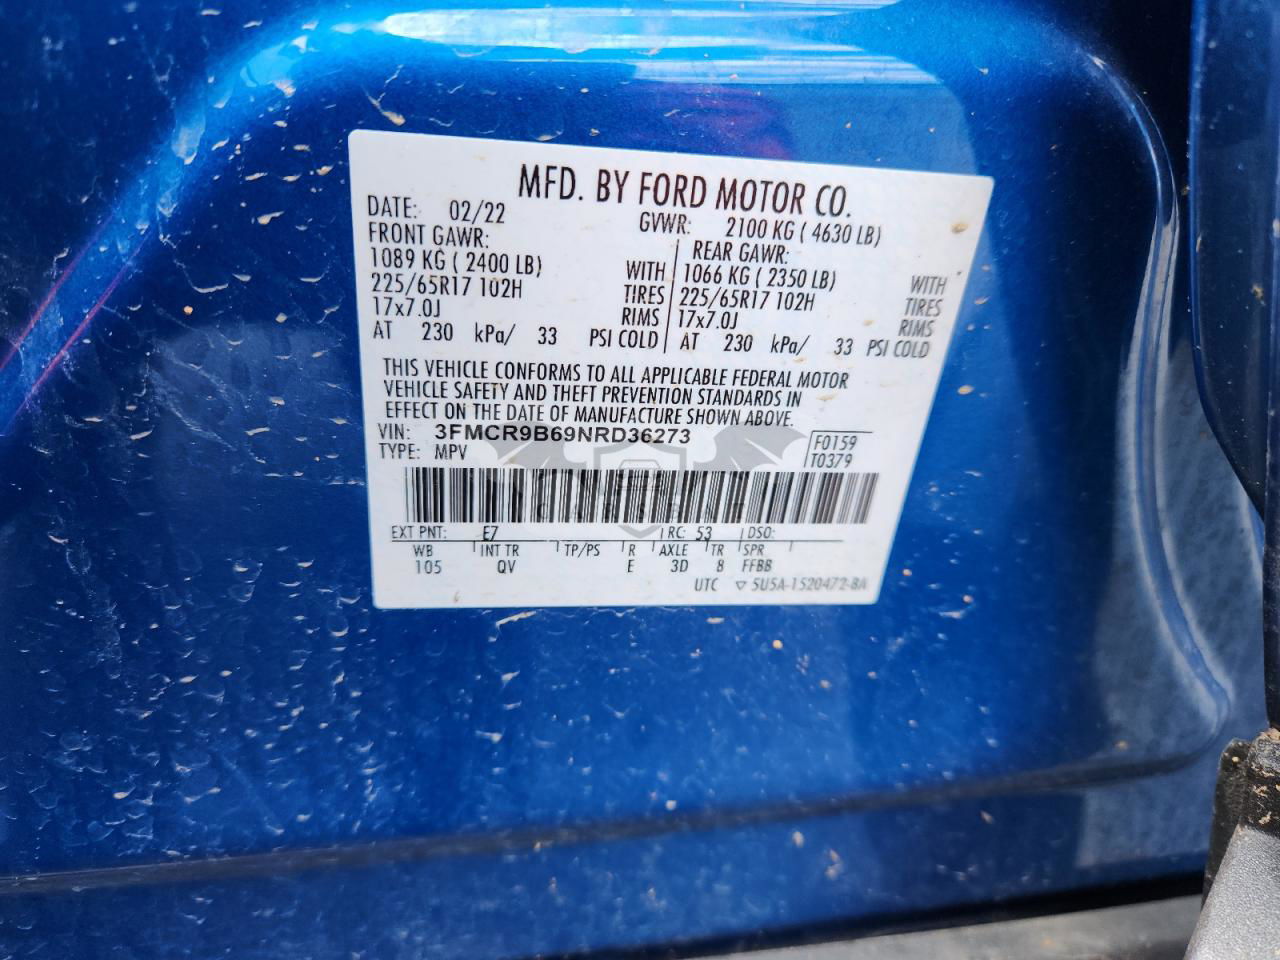 MFD. BY FORD MOTOR CO.
DATE: 02/22 GVWR: 2100 KG ( 4630 LB)
FRONT GAWR: REAR GAWR:
1089 KG ( 2400 LB) WITH 1066 KG ( 2350 LB) WITH
225/65R17 102H TIRES 225/65R17 102H TIRES
17x7.0J RIMS 17x7.0J RIMS
AT 230 kPa/ 33 PSI COLD AT 230 kPa/ 33 PSI COLD
THIS VEHICLE CONFORMS TO ALL APPLICABLE FEDERAL MOTOR
VEHICLE SAFETY AND THEFT PREVENTION STANDARDS IN
EFFECT ON THE DATE OF MANUFACTURE SHOWN ABOVE.
VIN: 3FMCR9B69NRD36273 F0159
TYPE: MPV T0379
EXT PNT: E7 RC: 53 DSO:
WB INT TR TP/PS R AXLE TR SPR
105 QV E 3D 8 FFBB
UTC ▽ 5U5A-1520472-BA